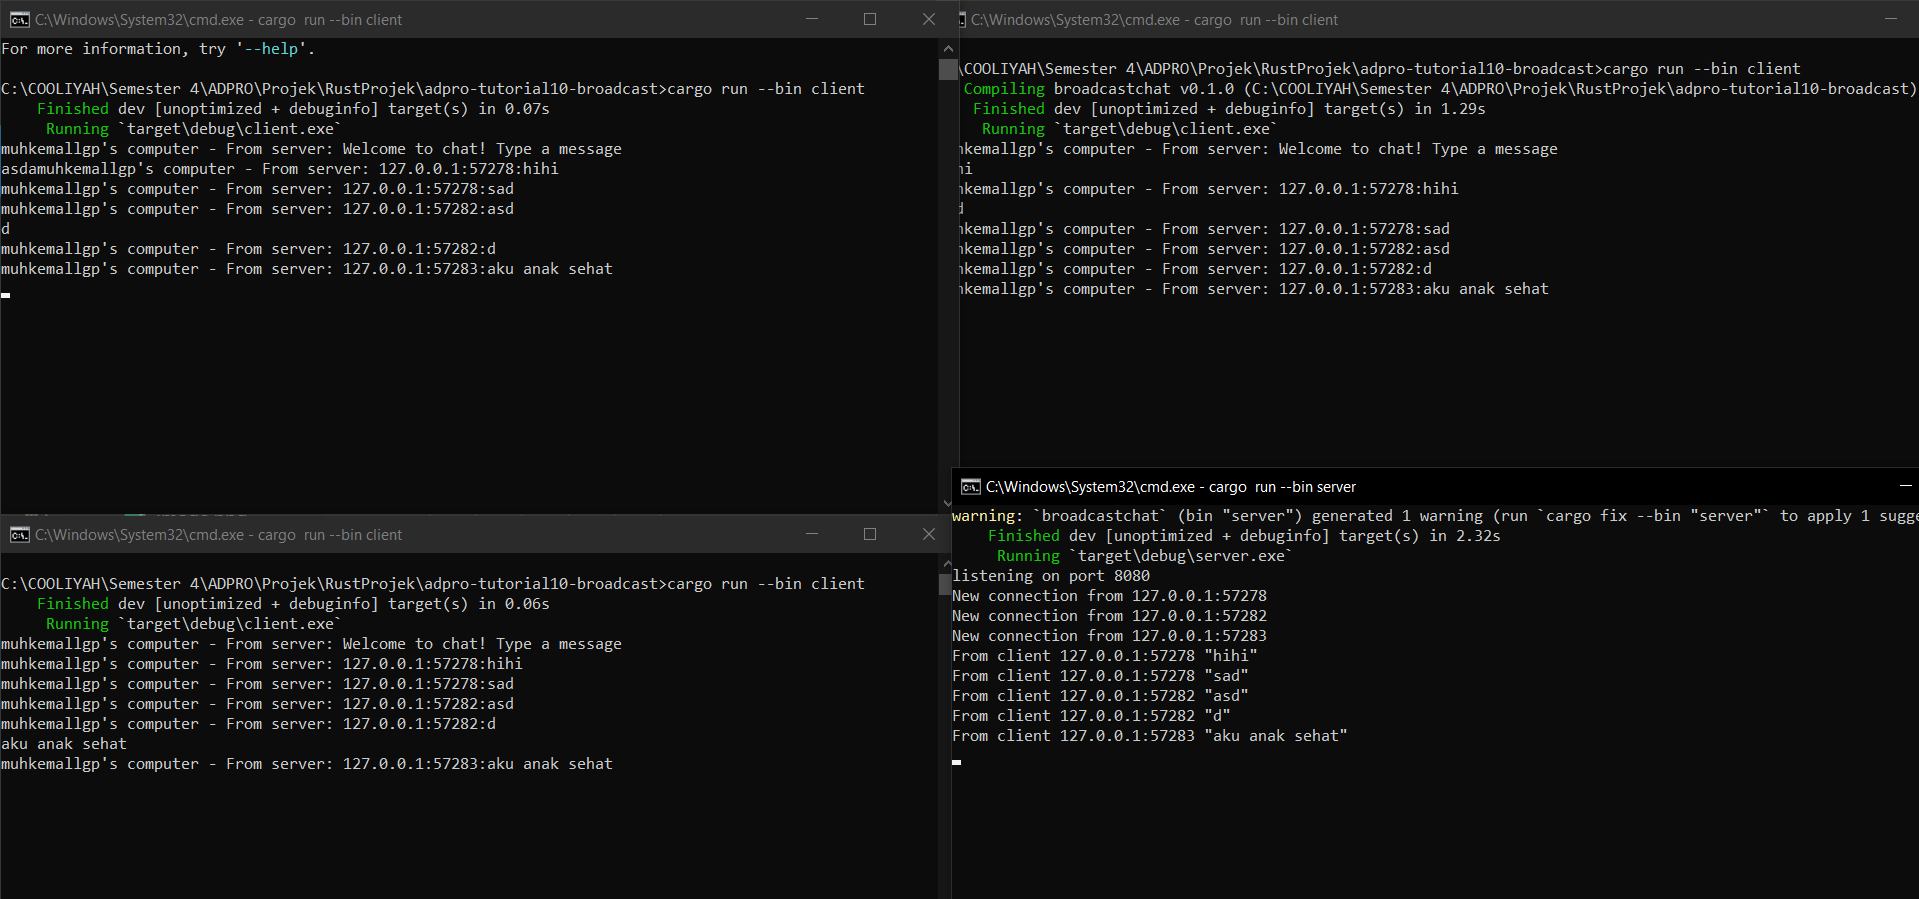 C:\Windows\System32\cmd.exe - cargo  run --bin client
For more information, try '--help'.
C:\COOLIYAH\Semester 4\ADPRO\Projek\RustProjek\adpro-tutorial10-broadcast>cargo run --bin client
Finished dev [unoptimized + debuginfo] target(s) in 0.07s
Running `target\debug\client.exe`
muhkemallgp's computer - From server: Welcome to chat! Type a message
asdamuhkemallgp's computer - From server: 127.0.0.1:57278:hihi
muhkemallgp's computer - From server: 127.0.0.1:57278:sad
muhkemallgp's computer - From server: 127.0.0.1:57282:asd
d
muhkemallgp's computer - From server: 127.0.0.1:57282:d
muhkemallgp's computer - From server: 127.0.0.1:57283:aku anak sehat
C:\Windows\System32\cmd.exe - cargo  run --bin client
\COOLIYAH\Semester 4\ADPRO\Projek\RustProjek\adpro-tutorial10-broadcast>cargo run --bin client
Compiling broadcastchat v0.1.0 (C:\COOLIYAH\Semester 4\ADPRO\Projek\RustProjek\adpro-tutorial10-broadcast)
Finished dev [unoptimized + debuginfo] target(s) in 1.29s
Running `target\debug\client.exe`
hkemallgp's computer - From server: Welcome to chat! Type a message
hi
hkemallgp's computer - From server: 127.0.0.1:57278:hihi
d
hkemallgp's computer - From server: 127.0.0.1:57278:sad
hkemallgp's computer - From server: 127.0.0.1:57282:asd
hkemallgp's computer - From server: 127.0.0.1:57282:d
hkemallgp's computer - From server: 127.0.0.1:57283:aku anak sehat
C:\Windows\System32\cmd.exe - cargo  run --bin client
C:\COOLIYAH\Semester 4\ADPRO\Projek\RustProjek\adpro-tutorial10-broadcast>cargo run --bin client
Finished dev [unoptimized + debuginfo] target(s) in 0.06s
Running `target\debug\client.exe`
muhkemallgp's computer - From server: Welcome to chat! Type a message
muhkemallgp's computer - From server: 127.0.0.1:57278:hihi
muhkemallgp's computer - From server: 127.0.0.1:57278:sad
muhkemallgp's computer - From server: 127.0.0.1:57282:asd
muhkemallgp's computer - From server: 127.0.0.1:57282:d
aku anak sehat
muhkemallgp's computer - From server: 127.0.0.1:57283:aku anak sehat
C:\Windows\System32\cmd.exe - cargo  run --bin server
warning: `broadcastchat` (bin "server") generated 1 warning (run `cargo fix --bin "server"` to apply 1 sugge
Finished dev [unoptimized + debuginfo] target(s) in 2.32s
Running `target\debug\server.exe`
listening on port 8080
New connection from 127.0.0.1:57278
New connection from 127.0.0.1:57282
New connection from 127.0.0.1:57283
From client 127.0.0.1:57278 "hihi"
From client 127.0.0.1:57278 "sad"
From client 127.0.0.1:57282 "asd"
From client 127.0.0.1:57282 "d"
From client 127.0.0.1:57283 "aku anak sehat"